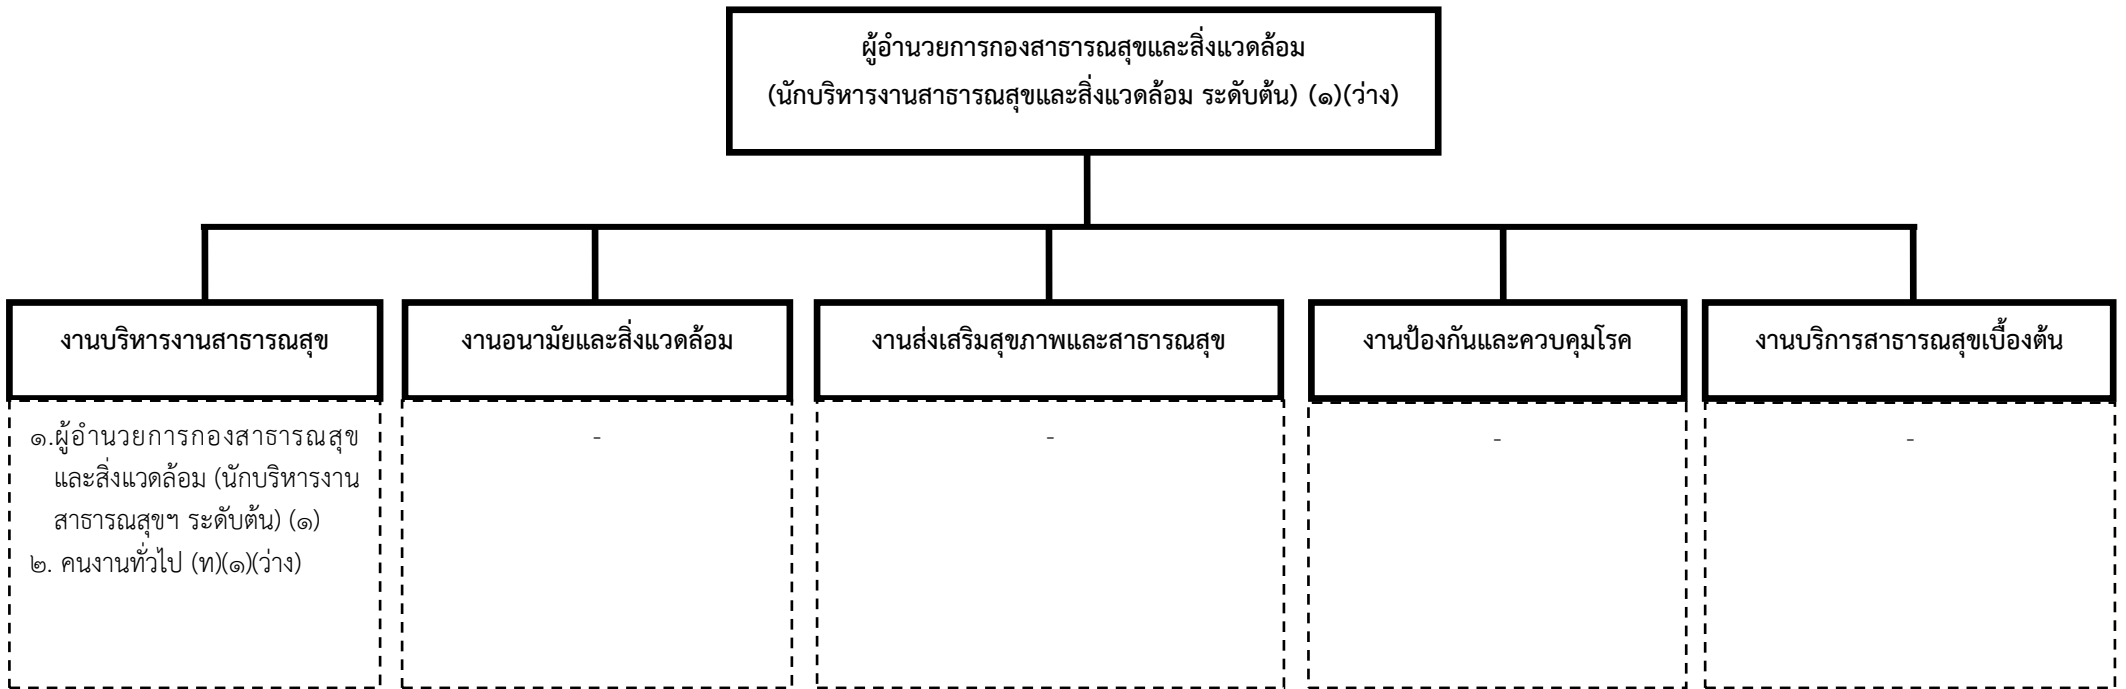 ผู้อำนวยการกองสาธารณสุขและสิ่งแวดล้อม
(นักบริหารงานสาธารณสุขและสิ่งแวดล้อม ระดับต้น) (๑)(ว่าง)
งานบริหารงานสาธารณสุข
งานอนามัยและสิ่งแวดล้อม
งานส่งเสริมสุขภาพและสาธารณสุข
งานป้องกันและควบคุมโรค
งานบริการสาธารณสุขเบื้องต้น
๑.ผู้อำนวยการกองสาธารณสุข
และสิ่งแวดล้อม (นักบริหารงาน
สาธารณสุขฯ ระดับต้น) (๑)
๒. คนงานทั่วไป (ท)(๑)(ว่าง)
-
-
-
-